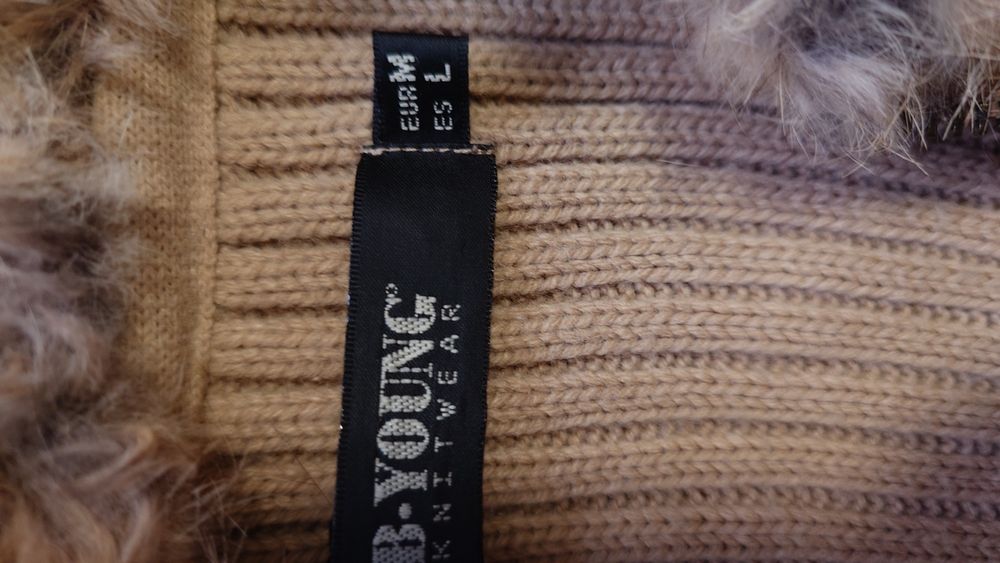 EUR M
ES L
B·YOUNG®
KNITWEAR